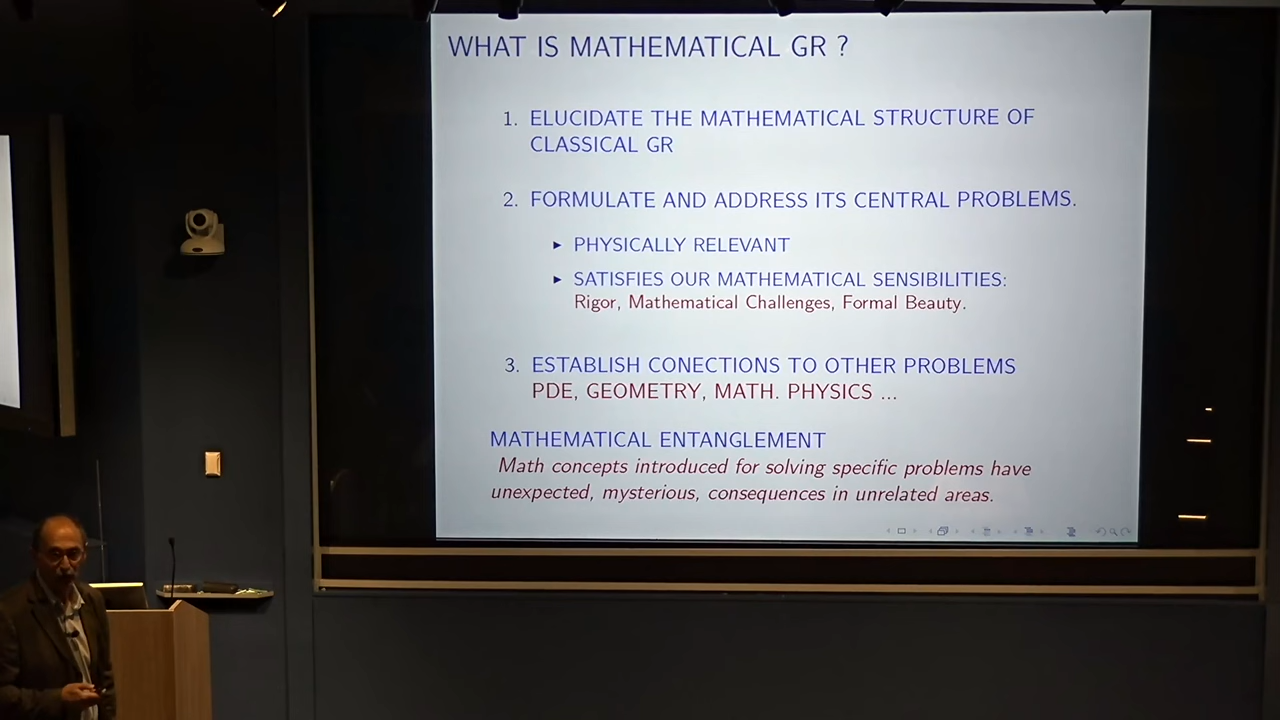 WHAT IS MATHEMATICAL GR ?
1. ELUCIDATE THE MATHEMATICAL STRUCTURE OF
CLASSICAL GR
2. FORMULATE AND ADDRESS ITS CENTRAL PROBLEMS.
▶ PHYSICALLY RELEVANT
▶ SATISFIES OUR MATHEMATICAL SENSIBILITIES:
Rigor, Mathematical Challenges, Formal Beauty.
3. ESTABLISH CONECTIONS TO OTHER PROBLEMS
PDE, GEOMETRY, MATH. PHYSICS ...
MATHEMATICAL ENTANGLEMENT
Math concepts introduced for solving specific problems have
unexpected, mysterious, consequences in unrelated areas.